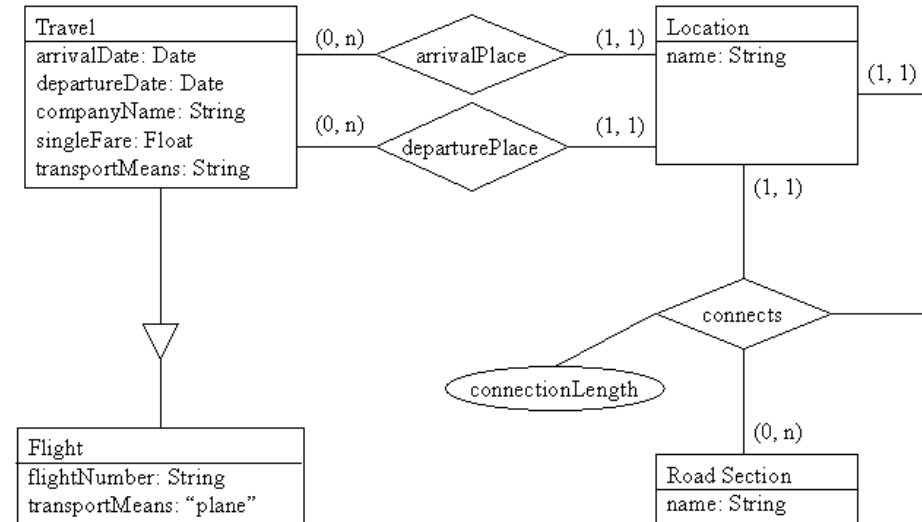 Travel
arrivalDate: Date
departureDate: Date
companyName: String
singleFare: Float
transportMeans: String
(0, n)
arrivalPlace
(1, 1)
(0, n)
departurePlace
(1, 1)
Location
name: String
(1, 1)
(1, 1)
connects
connectionLength
(0, n)
Flight
flightNumber: String
transportMeans: “plane”
Road Section
name: String